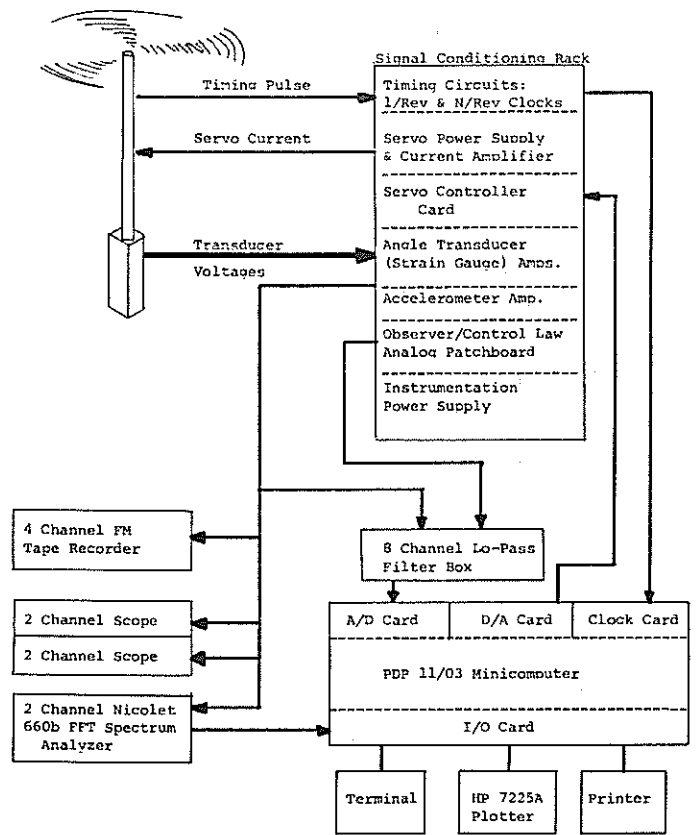 Signal Conditioning Rack
Timing Pulse
Timing Circuits:
1/Rev & N/Rev Clocks
Servo Current
Servo Power Supply
& Current Amplifier
Servo Controller
Card
Transducer
Voltages
Angle Transducer
(Strain Gauge) Amps.
Accelerometer Amp.
Observer/Control Law
Analog Patchboard
Instrumentation
Power Supply
4 Channel FM
Tape Recorder
8 Channel Lo-Pass
Filter Box
2 Channel Scope
2 Channel Scope
A/D Card
D/A Card
Clock Card
PDP 11/03 Minicomputer
2 Channel Nicolet
660b FFT Spectrum
Analyzer
I/O Card
Terminal
HP 7225A
Plotter
Printer